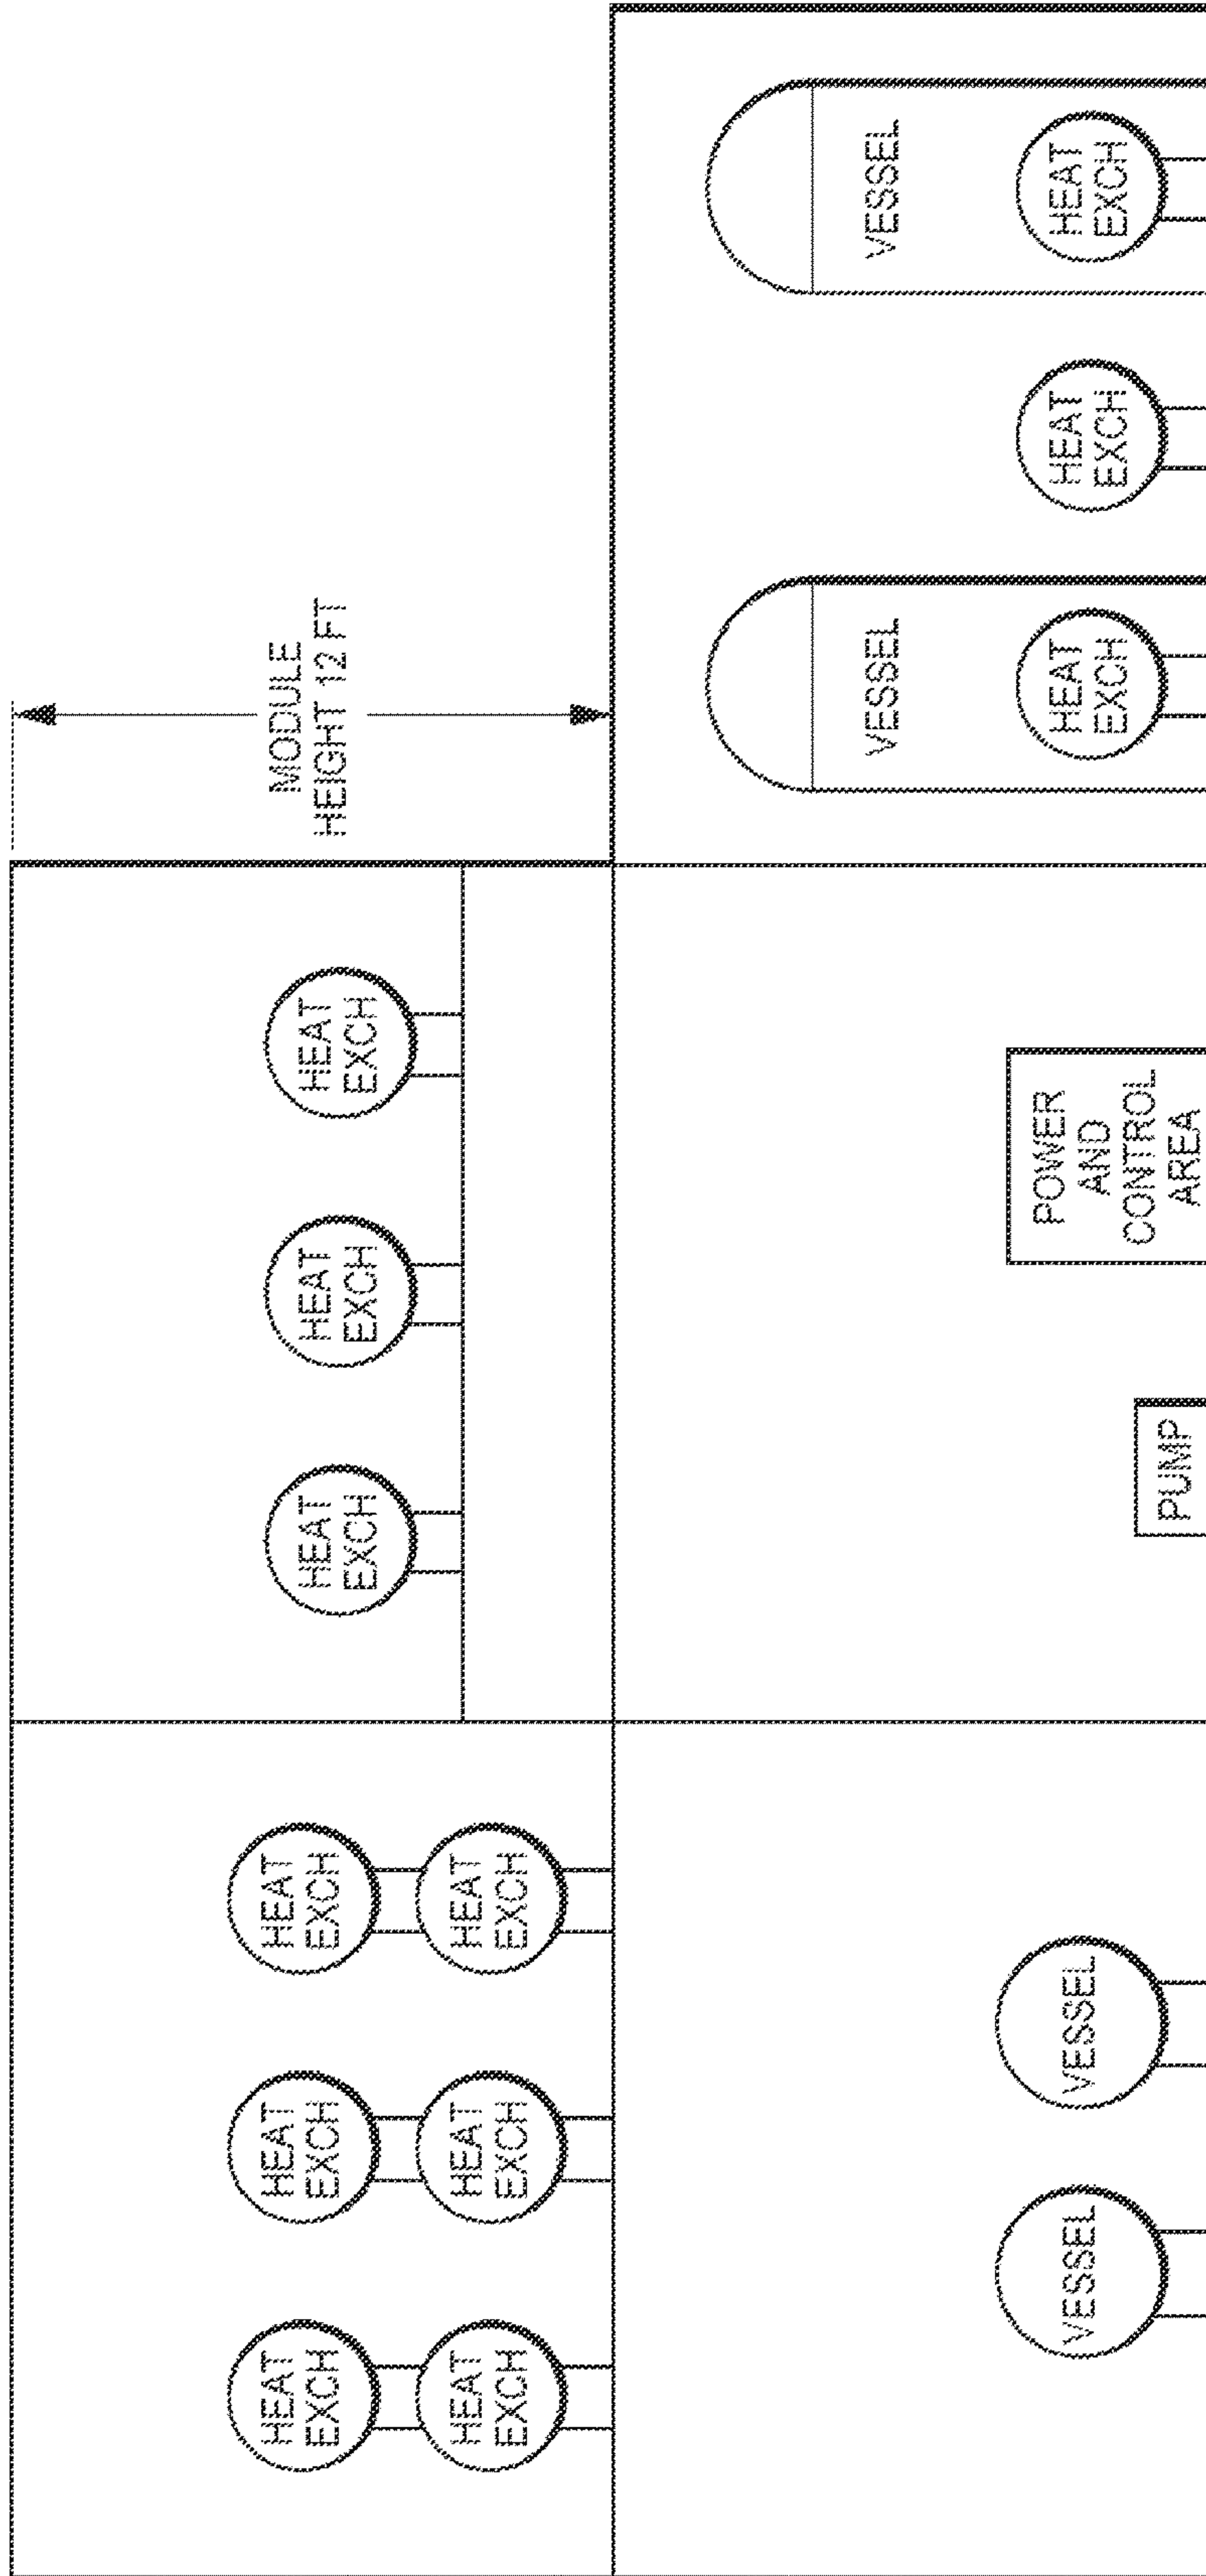 HEAT
EXCH
HEAT
EXCH
HEAT
EXCH
HEAT
EXCH
HEAT
EXCH
HEAT
EXCH
HEAT
EXCH
HEAT
EXCH
HEAT
EXCH
MODULE
HEIGHT 12 FT
VESSEL
VESSEL
PUMP
POWER
AND
CONTROL
AREA
VESSEL
HEAT
EXCH
HEAT
EXCH
VESSEL
HEAT
EXCH